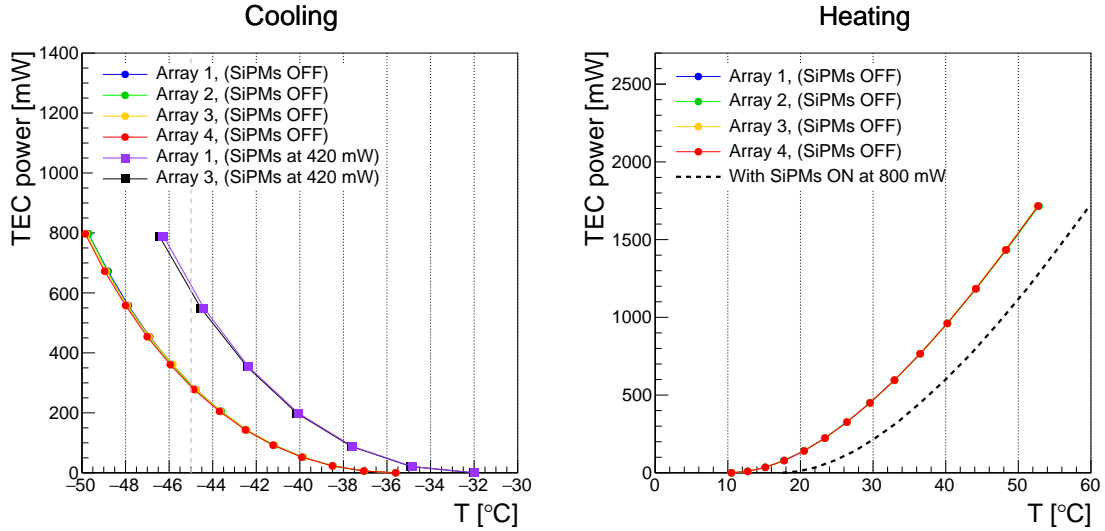 Cooling
TEC power [mW]
1400
1200
1000
800
600
400
200
0
Array 1, (SiPMs OFF)
Array 2, (SiPMs OFF)
Array 3, (SiPMs OFF)
Array 4, (SiPMs OFF)
Array 1, (SiPMs at 420 mW)
Array 3, (SiPMs at 420 mW)
−50 −48 −46 −44 −42 −40 −38 −36 −34 −32 −30
T [°C]
Heating
TEC power [mW]
2500
2000
1500
1000
500
0
Array 1, (SiPMs OFF)
Array 2, (SiPMs OFF)
Array 3, (SiPMs OFF)
Array 4, (SiPMs OFF)
With SiPMs ON at 800 mW
0 10 20 30 40 50 60
T [°C]